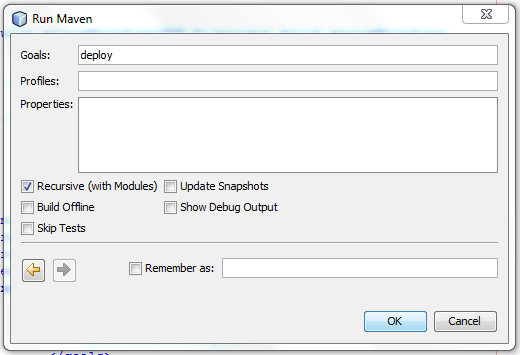 Run Maven
Goals: deploy
Profiles:
Properties:
Recursive (with Modules) Update Snapshots
Build Offline Show Debug Output
Skip Tests
Remember as:
OK Cancel